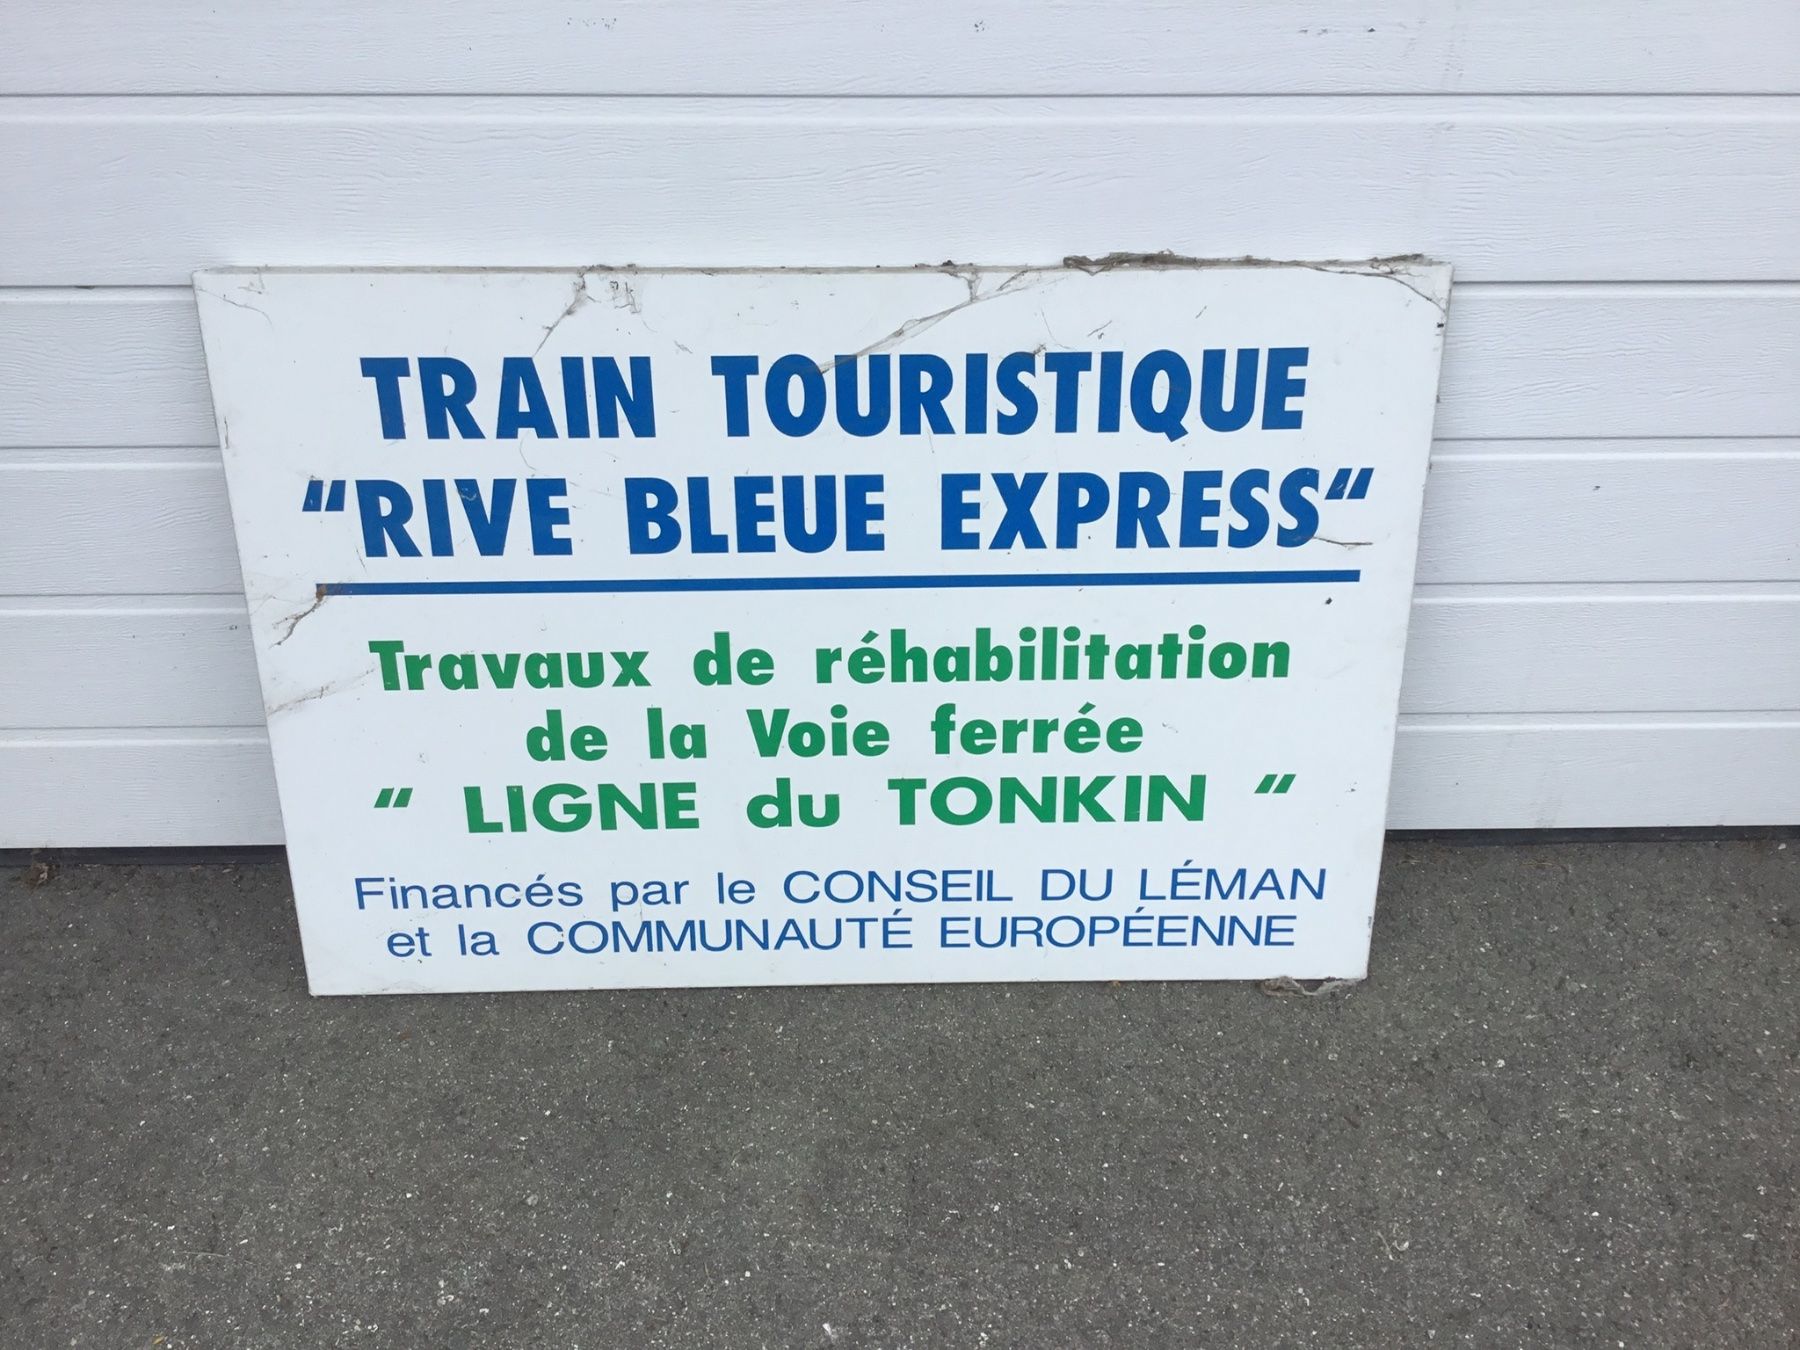 TRAIN TOURISTIQUE
"RIVE BLEUE EXPRESS"
Travaux de réhabilitation
de la Voie ferrée
" LIGNE du TONKIN "
Financés par le CONSEIL DU LÉMAN
et la COMMUNAUTÉ EUROPÉENNE